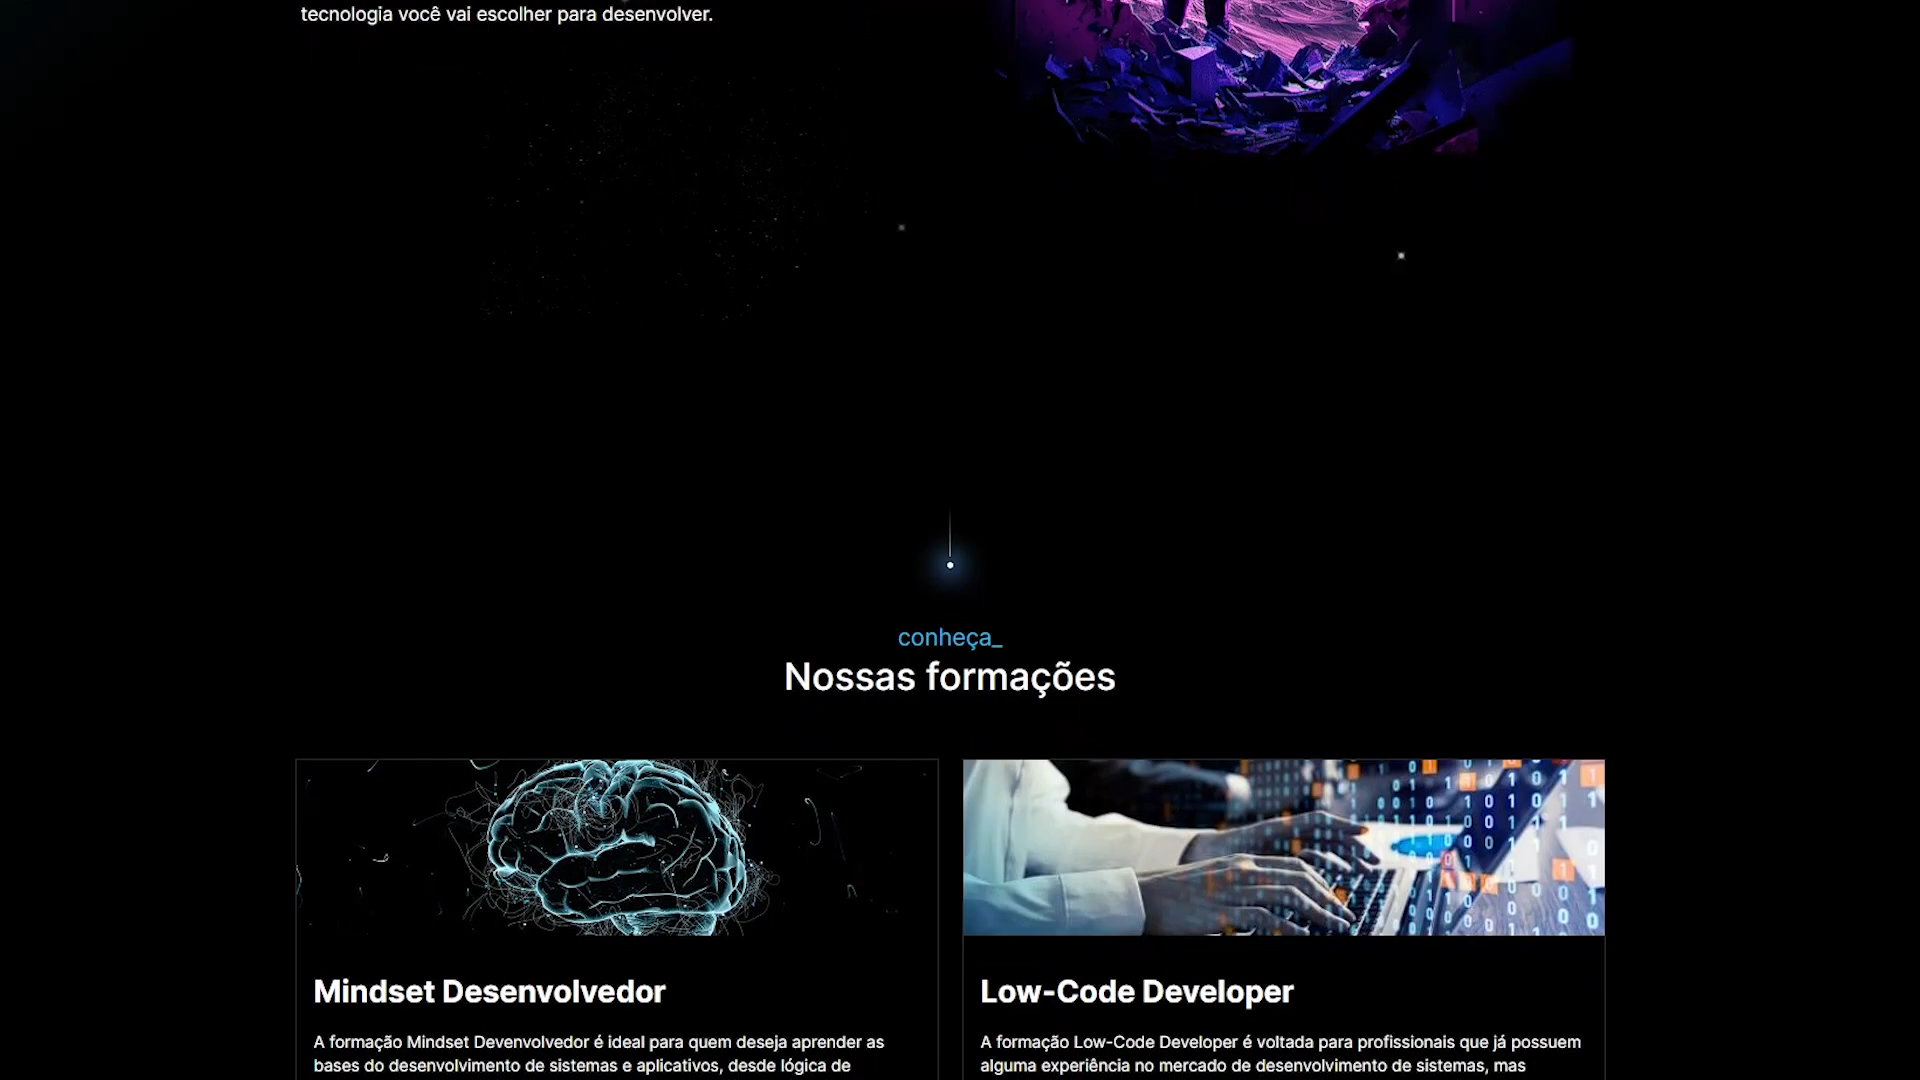 tecnologia você vai escolher para desenvolver.
conheça_
Nossas formações
Mindset Desenvolvedor
A formação Mindset Devenvolvedor é ideal para quem deseja aprender as
bases do desenvolvimento de sistemas e aplicativos, desde lógica de
Low-Code Developer
A formação Low-Code Developer é voltada para profissionais que já possuem
alguma experiência no mercado de desenvolvimento de sistemas, mas